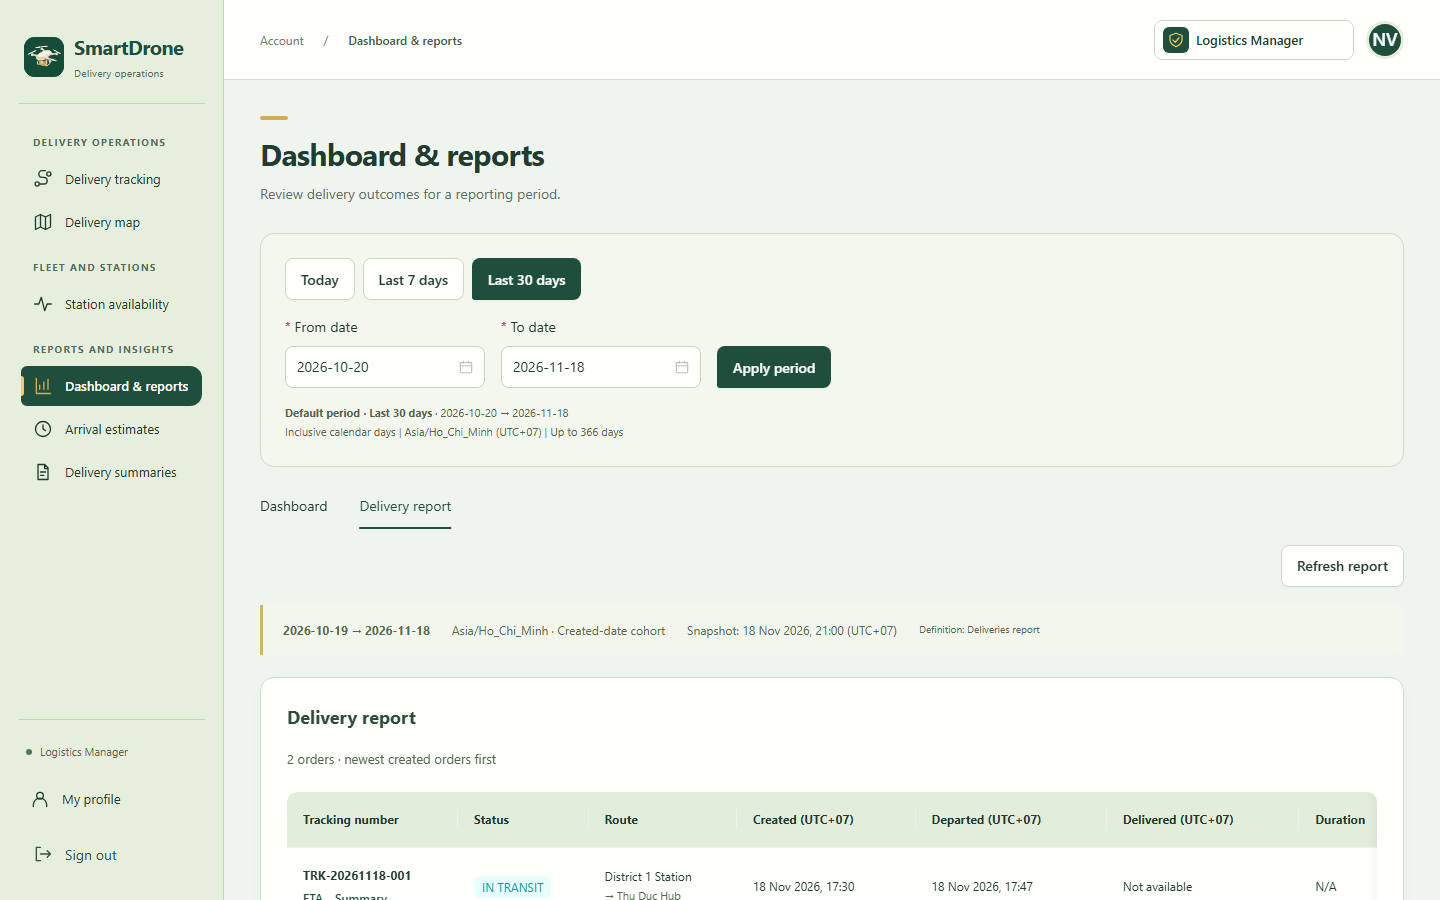 SmartDrone
Delivery operations
Account / Dashboard & reports
Logistics Manager
NV
DELIVERY OPERATIONS
Delivery tracking
Delivery map
FLEET AND STATIONS
Station availability
REPORTS AND INSIGHTS
Dashboard & reports
Arrival estimates
Delivery summaries
Logistics Manager
My profile
Sign out
Dashboard & reports
Review delivery outcomes for a reporting period.
Today
Last 7 days
Last 30 days
* From date
* To date
2026-10-20
2026-11-18
Apply period
Default period · Last 30 days · 2026-10-20 → 2026-11-18
Inclusive calendar days | Asia/Ho_Chi_Minh (UTC+07) | Up to 366 days
Dashboard
Delivery report
Refresh report
2026-10-19 → 2026-11-18 Asia/Ho_Chi_Minh · Created-date cohort Snapshot: 18 Nov 2026, 21:00 (UTC+07) Definition: Deliveries report
Delivery report
2 orders · newest created orders first
Tracking number Status Route Created (UTC+07) Departed (UTC+07) Delivered (UTC+07) Duration
TRK-20261118-001
ETA Summary
IN TRANSIT
District 1 Station
→ Thu Duc Hub
18 Nov 2026, 17:30
18 Nov 2026, 17:47
Not available
N/A